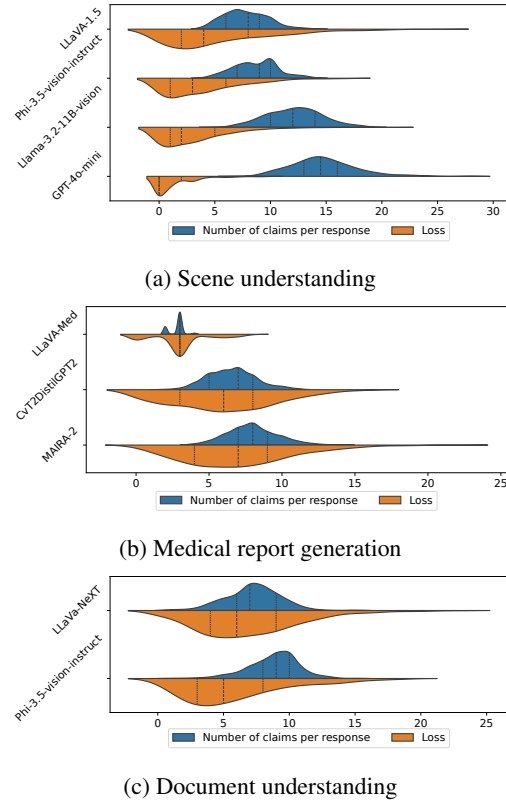 LLaVA-1.5
Phi-3.5-vision-instruct
Llama-3.2-11B-vision
GPT-4o-mini
0 5 10 15 20 25 30
Number of claims per response Loss
(a) Scene understanding
LLaVA-Med
CvT2DistilGPT2
MAIRA-2
0 5 10 15 20 25
Number of claims per response Loss
(b) Medical report generation
LLaVa-NeXT
Phi-3.5-vision-instruct
0 5 10 15 20 25
Number of claims per response Loss
(c) Document understanding